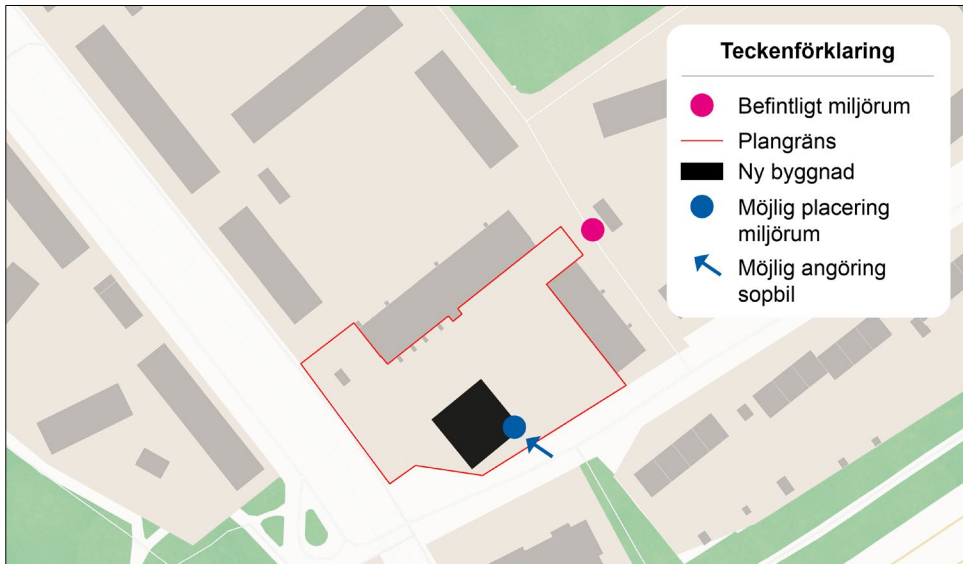 Teckenförklaring
Befintligt miljörum
Plangräns
Ny byggnad
Möjlig placering
miljörum
Möjlig angöring
sopbil